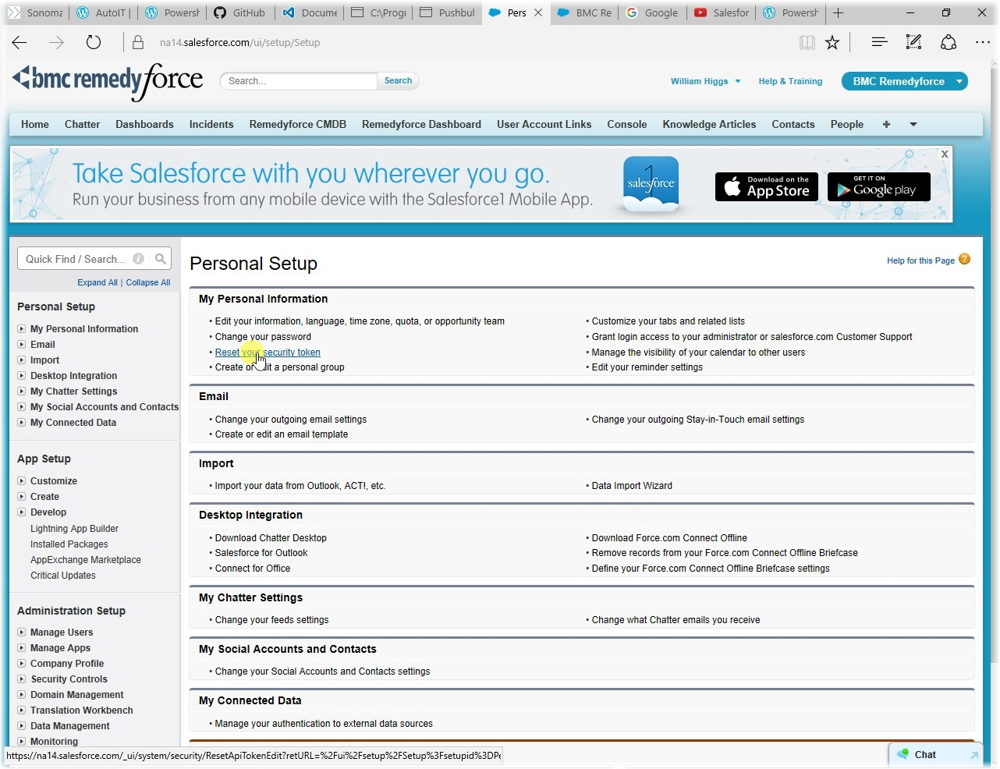 Sonoma
AutoIT |
Powersh
GitHub
Docume
C:\Progr
Pushbul
Pers
BMC Re
Google
Salesfor
Powersh
na14.salesforce.com/ui/setup/Setup
bmc remedyforce
Search...
Search
William Higgs
Help & Training
BMC Remedyforce
Home Chatter Dashboards Incidents Remedyforce CMDB Remedyforce Dashboard User Account Links Console Knowledge Articles Contacts People +
Take Salesforce with you wherever you go.
Run your business from any mobile device with the Salesforce1 Mobile App.
1
salesforce
Download on the
App Store
GET IT ON
Google play
X
Quick Find / Search...
Expand All | Collapse All
Personal Setup
My Personal Information
Email
Import
Desktop Integration
My Chatter Settings
My Social Accounts and Contacts
My Connected Data
App Setup
Customize
Create
Develop
Lightning App Builder
Installed Packages
AppExchange Marketplace
Critical Updates
Administration Setup
Manage Users
Manage Apps
Company Profile
Security Controls
Domain Management
Translation Workbench
Data Management
Monitoring
Personal Setup
Help for this Page
My Personal Information
• Edit your information, language, time zone, quota, or opportunity team
• Change your password
• Reset your security token
• Create or edit a personal group
• Customize your tabs and related lists
• Grant login access to your administrator or salesforce.com Customer Support
• Manage the visibility of your calendar to other users
• Edit your reminder settings
Email
• Change your outgoing email settings
• Create or edit an email template
• Change your outgoing Stay-in-Touch email settings
Import
• Import your data from Outlook, ACT!, etc.
• Data Import Wizard
Desktop Integration
• Download Chatter Desktop
• Salesforce for Outlook
• Connect for Office
• Download Force.com Connect Offline
• Remove records from your Force.com Connect Offline Briefcase
• Define your Force.com Connect Offline Briefcase settings
My Chatter Settings
• Change your feeds settings
• Change what Chatter emails you receive
My Social Accounts and Contacts
• Change your Social Accounts and Contacts settings
My Connected Data
• Manage your authentication to external data sources
https://na14.salesforce.com/_ui/system/security/ResetApiTokenEdit?retURL=%2Fui%2Fsetup%2FSetup%3Fsetupid%3DPe
Chat